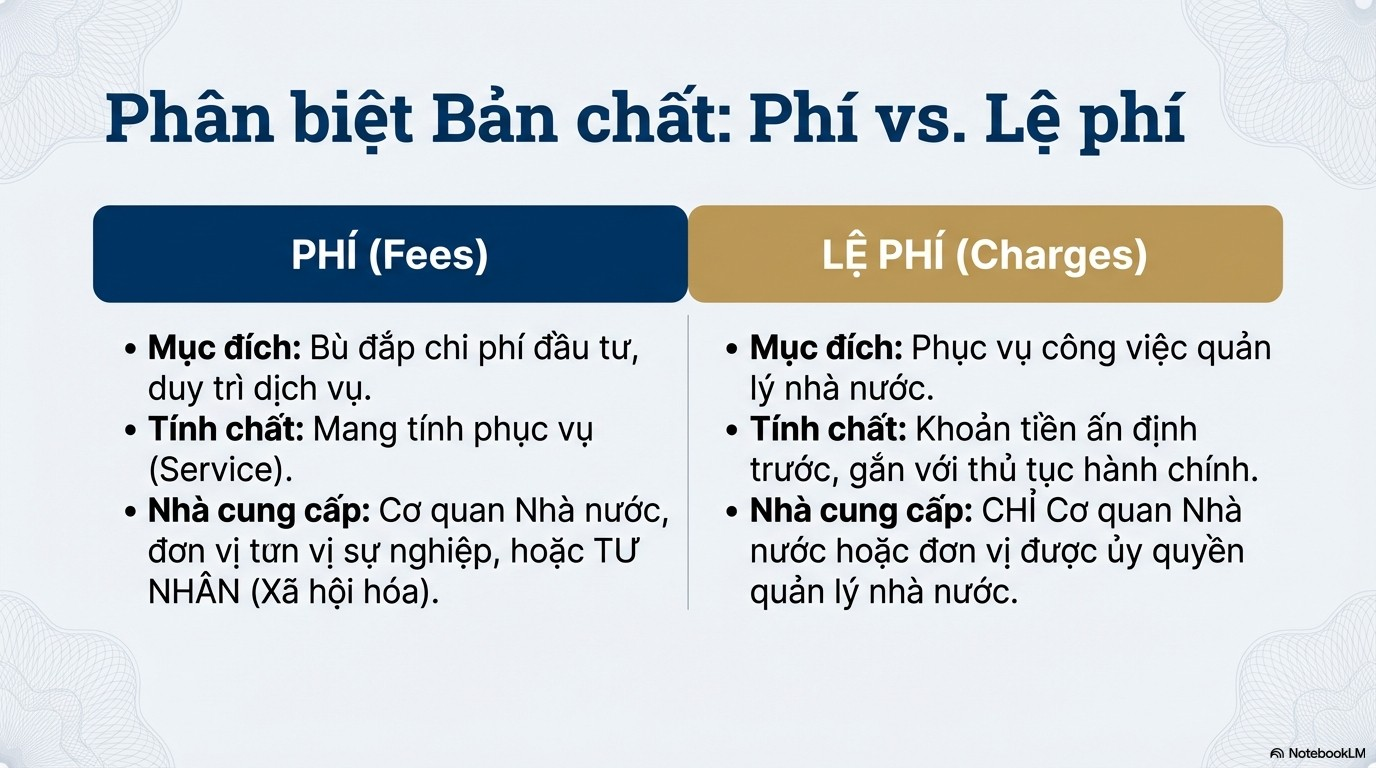 Phân biệt Bản chất: Phí vs. Lệ phí
PHÍ (Fees)
• Mục đích: Bù đắp chi phí đầu tư,
duy trì dịch vụ.
• Tính chất: Mang tính phục vụ
(Service).
• Nhà cung cấp: Cơ quan Nhà nước,
đơn vị tưn vị sự nghiệp, hoặc TƯ
NHÂN (Xã hội hóa).
LỆ PHÍ (Charges)
• Mục đích: Phục vụ công việc quản
lý nhà nước.
• Tính chất: Khoản tiền ấn định
trước, gắn với thủ tục hành chính.
• Nhà cung cấp: CHỈ Cơ quan Nhà
nước hoặc đơn vị được ủy quyền
quản lý nhà nước.
NotebookLM